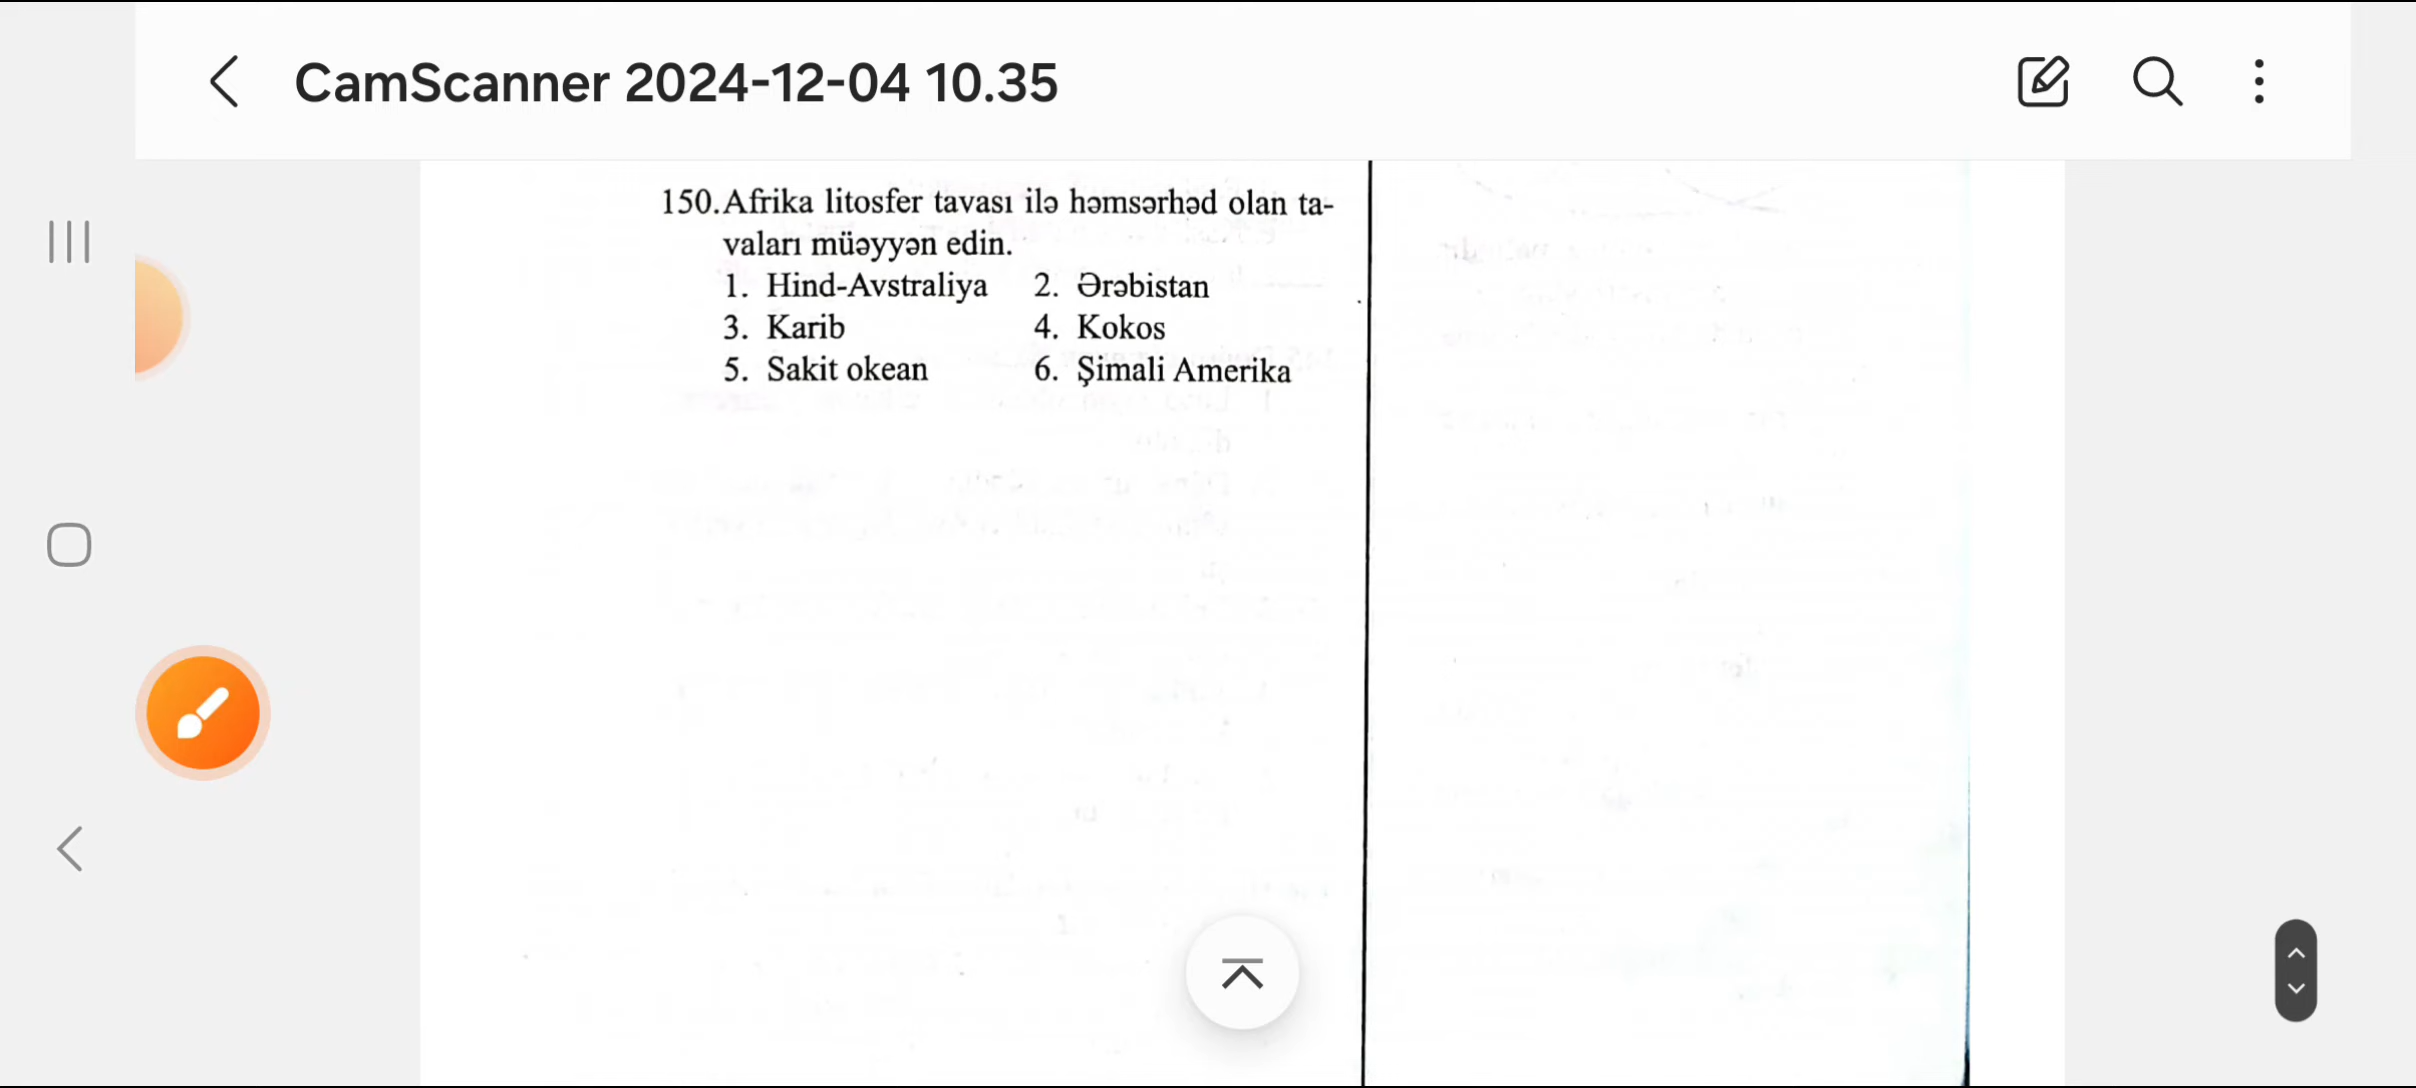 CamScanner 2024-12-04 10.35
150. Afrika litosfer tavası ilə həmsərhəd olan ta-
vaları müəyyən edin.
1. Hind-Avstraliya 2. Ərəbistan
3. Karib 4. Kokos
5. Sakit okean 6. Şimali Amerika